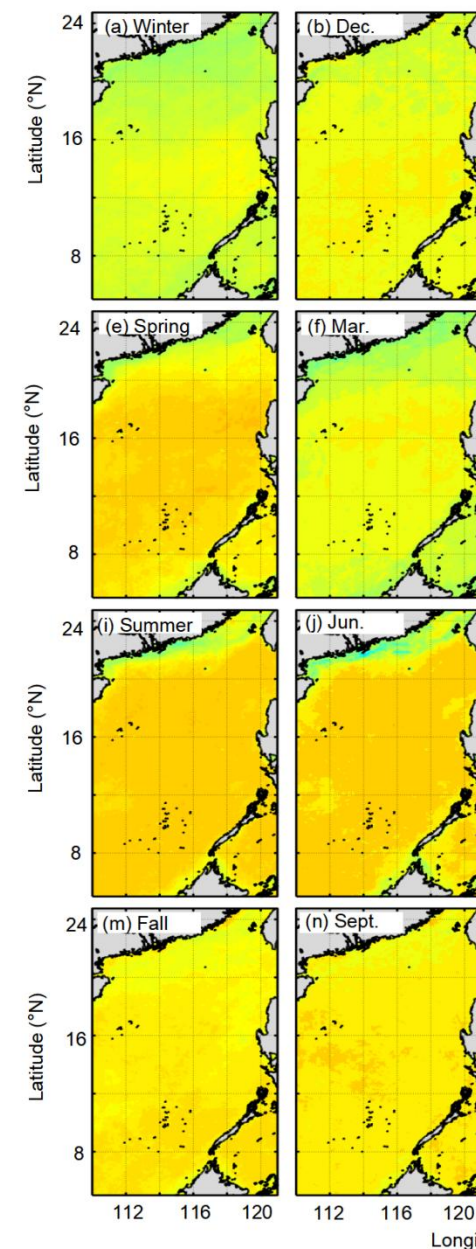 (a) Winter (b) Dec.
24
16
8
Latitude (°N)
(e) Spring (f) Mar.
24
16
8
Latitude (°N)
(i) Summer (j) Jun.
24
16
8
Latitude (°N)
(m) Fall (n) Sept.
24
16
8
Latitude (°N)
112 116 120 112 116 120
Long